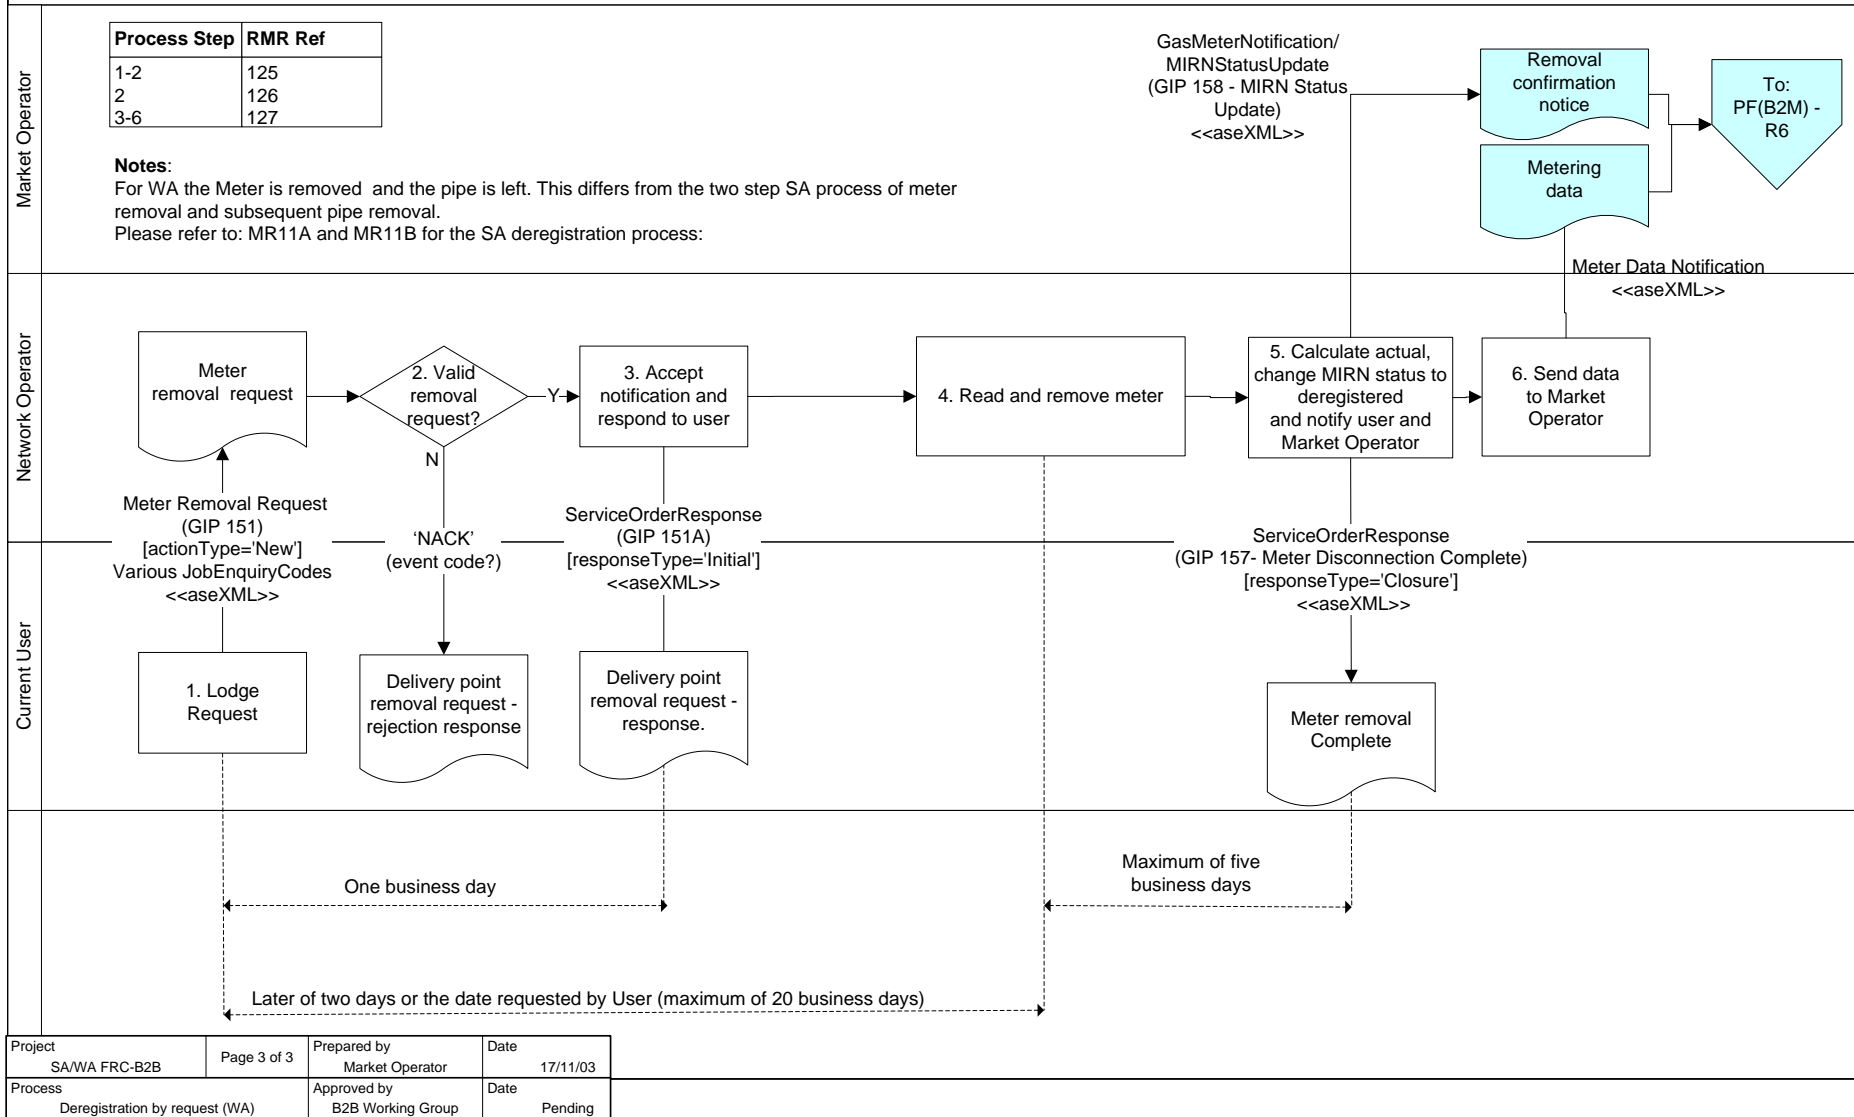 Market Operator
Process Step RMR Ref
1-2 125
2 126
3-6 127
Notes:
For WA the Meter is removed and the pipe is left. This differs from the two step SA process of meter
removal and subsequent pipe removal.
Please refer to: MR11A and MR11B for the SA deregistration process:
GasMeterNotification/
MIRNStatusUpdate
(GIP 158 - MIRN Status
Update)
<<aseXML>>
Removal
confirmation
notice
To:
PF(B2M) -
R6
Metering
data
Meter Data Notification
<<aseXML>>
Network Operator
Meter
removal request
2. Valid
removal
request?
Y
N
3. Accept
notification and
respond to user
4. Read and remove meter
5. Calculate actual,
change MIRN status to
deregistered
and notify user and
Market Operator
6. Send data
to Market
Operator
Meter Removal Request
(GIP 151)
[actionType='New']
Various JobEnquiryCodes
<<aseXML>>
‘NACK’
(event code?)
ServiceOrderResponse
(GIP 151A)
[responseType='Initial']
<<aseXML>>
ServiceOrderResponse
(GIP 157- Meter Disconnection Complete)
[responseType='Closure']
<<aseXML>>
Current User
1. Lodge
Request
Delivery point
removal request -
rejection response
Delivery point
removal request -
response.
Meter removal
Complete
One business day
Maximum of five
business days
Later of two days or the date requested by User (maximum of 20 business days)
Project
SA/WA FRC-B2B
Page 3 of 3
Prepared by
Market Operator
Date
17/11/03
Process
Deregistration by request (WA)
Approved by
B2B Working Group
Date
Pending